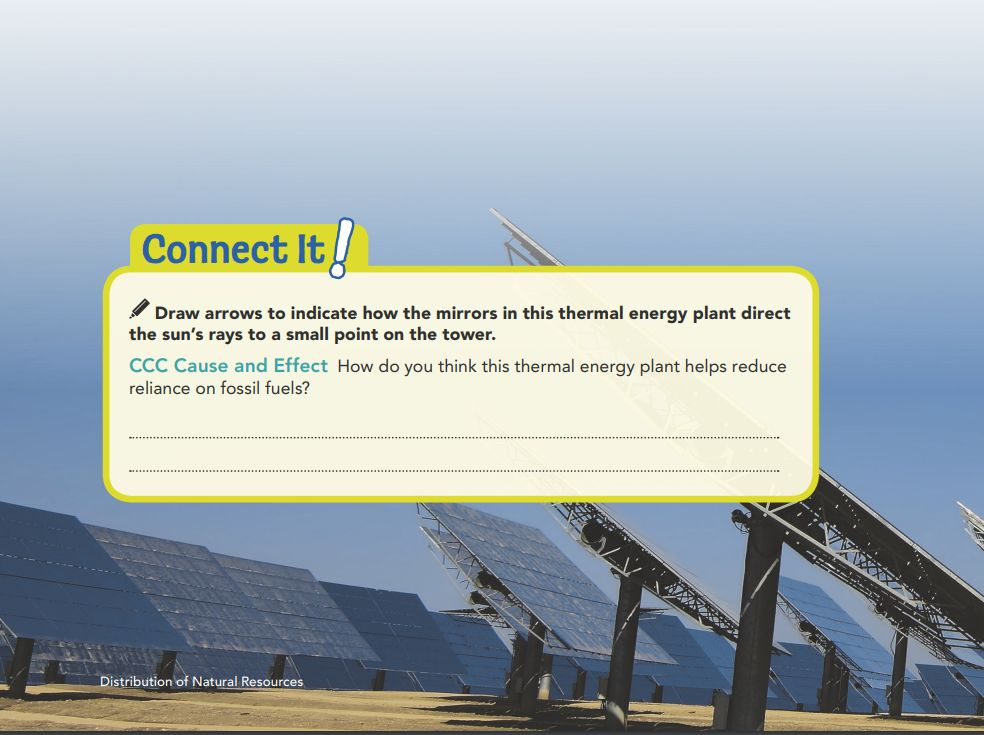 Connect It!
Draw arrows to indicate how the mirrors in this thermal energy plant direct
the sun's rays to a small point on the tower.
CCC Cause and Effect How do you think this thermal energy plant helps reduce
reliance on fossil fuels?
Distribution of Natural Resources